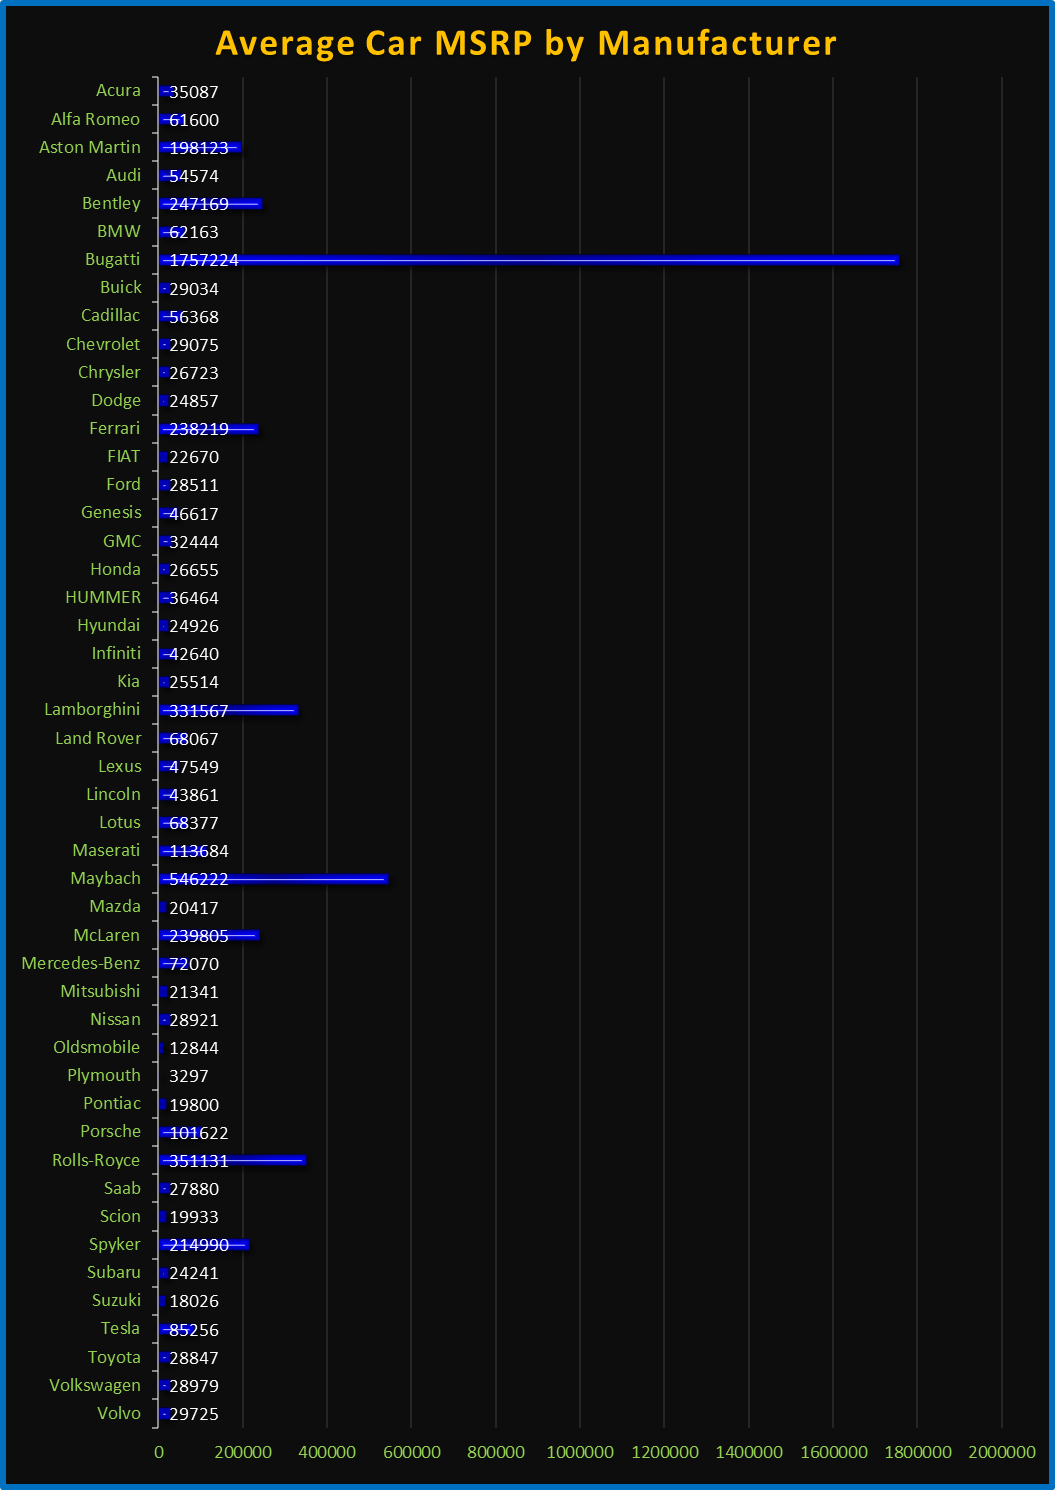 Average Car MSRP by Manufacturer
Acura 35087
Alfa Romeo 61600
Aston Martin 198123
Audi 54574
Bentley 247169
BMW 62163
Bugatti 1757224
Buick 29034
Cadillac 56368
Chevrolet 29075
Chrysler 26723
Dodge 24857
Ferrari 238219
FIAT 22670
Ford 28511
Genesis 46617
GMC 32444
Honda 26655
HUMMER 36464
Hyundai 24926
Infiniti 42640
Kia 25514
Lamborghini 331567
Land Rover 68067
Lexus 47549
Lincoln 43861
Lotus 68377
Maserati 113684
Maybach 546222
Mazda 20417
McLaren 239805
Mercedes-Benz 72070
Mitsubishi 21341
Nissan 28921
Oldsmobile 12844
Plymouth 3297
Pontiac 19800
Porsche 101622
Rolls-Royce 351131
Saab 27880
Scion 19933
Spyker 214990
Subaru 24241
Suzuki 18026
Tesla 85256
Toyota 28847
Volkswagen 28979
Volvo 29725
0 200000 400000 600000 800000 1000000 1200000 1400000 1600000 1800000 2000000